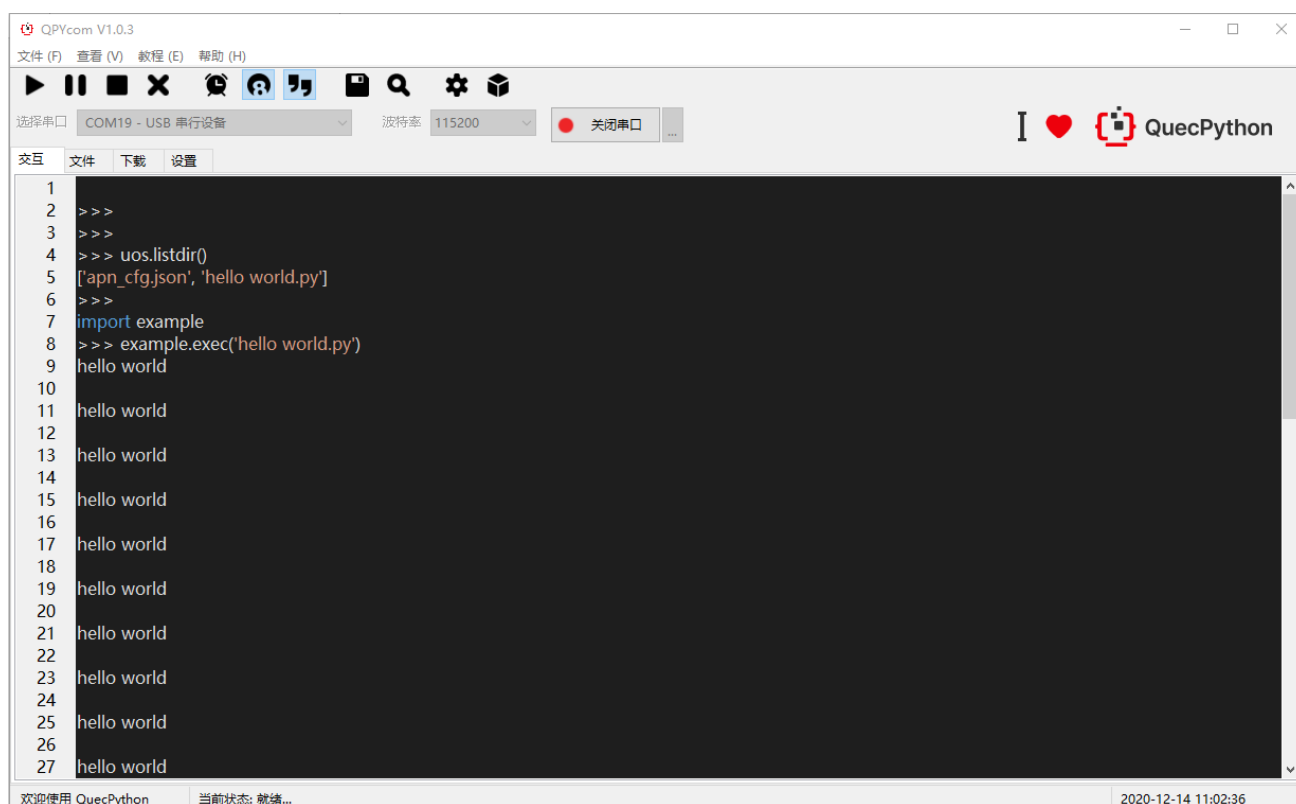 QPYcom V1.0.3
文件 (F) 查看 (V) 教程 (E) 帮助 (H)
选择串口 COM19 - USB 串行设备 波特率 115200 关闭串口 ... I QuecPython
交互 文件 下载 设置
1
2 >>>
3 >>>
4 >>> uos.listdir()
5 ['apn_cfg.json', 'hello world.py']
6 >>>
7 import example
8 >>> example.exec('hello world.py')
9 hello world
10
11 hello world
12
13 hello world
14
15 hello world
16
17 hello world
18
19 hello world
20
21 hello world
22
23 hello world
24
25 hello world
26
27 hello world
欢迎使用 QuecPython 当前状态: 就绪... 2020-12-14 11:02:36